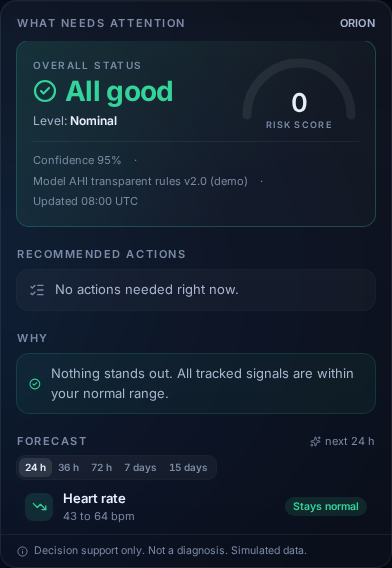 WHAT NEEDS ATTENTION
ORION
OVERALL STATUS
All good
Level: Nominal
0
RISK SCORE
Confidence 95% ·
Model AHI transparent rules v2.0 (demo) ·
Updated 08:00 UTC
RECOMMENDED ACTIONS
No actions needed right now.
WHY
Nothing stands out. All tracked signals are within
your normal range.
FORECAST
next 24 h
24 h 36 h 72 h 7 days 15 days
Heart rate
43 to 64 bpm
Stays normal
Decision support only. Not a diagnosis. Simulated data.